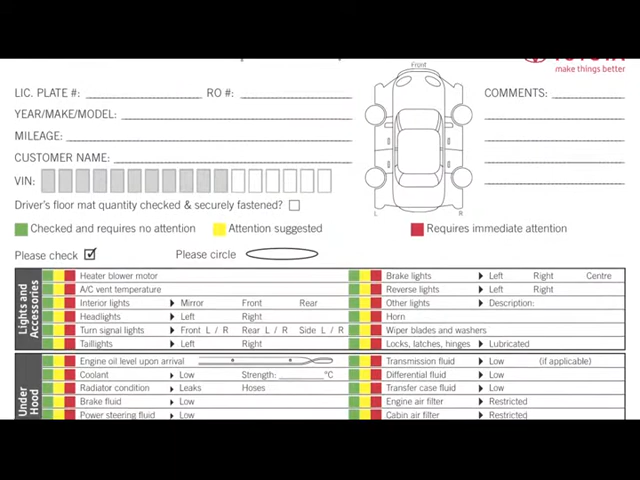 TOYOTA
make things better
Front
LIC. PLATE #:
RO #:
COMMENTS:
YEAR/MAKE/MODEL:
MILEAGE:
CUSTOMER NAME:
VIN:
L R
Driver's floor mat quantity checked & securely fastened?
Checked and requires no attention Attention suggested Requires immediate attention
Please check Please circle
Lights and Accessories
Heater blower motor
A/C vent temperature
Interior lights Mirror Front Rear
Headlights Left Right
Turn signal lights Front L / R Rear L / R Side L / R
Taillights Left Right
Brake lights Left Right Centre
Reverse lights Left Right
Other lights Description:
Horn
Wiper blades and washers
Locks, latches, hinges Lubricated
Under Hood
Engine oil level upon arrival
Coolant Low Strength: °C
Radiator condition Leaks Hoses
Brake fluid Low
Power steering fluid Low
Transmission fluid Low (if applicable)
Differential fluid Low
Transfer case fluid Low
Engine air filter Restricted
Cabin air filter Restricted